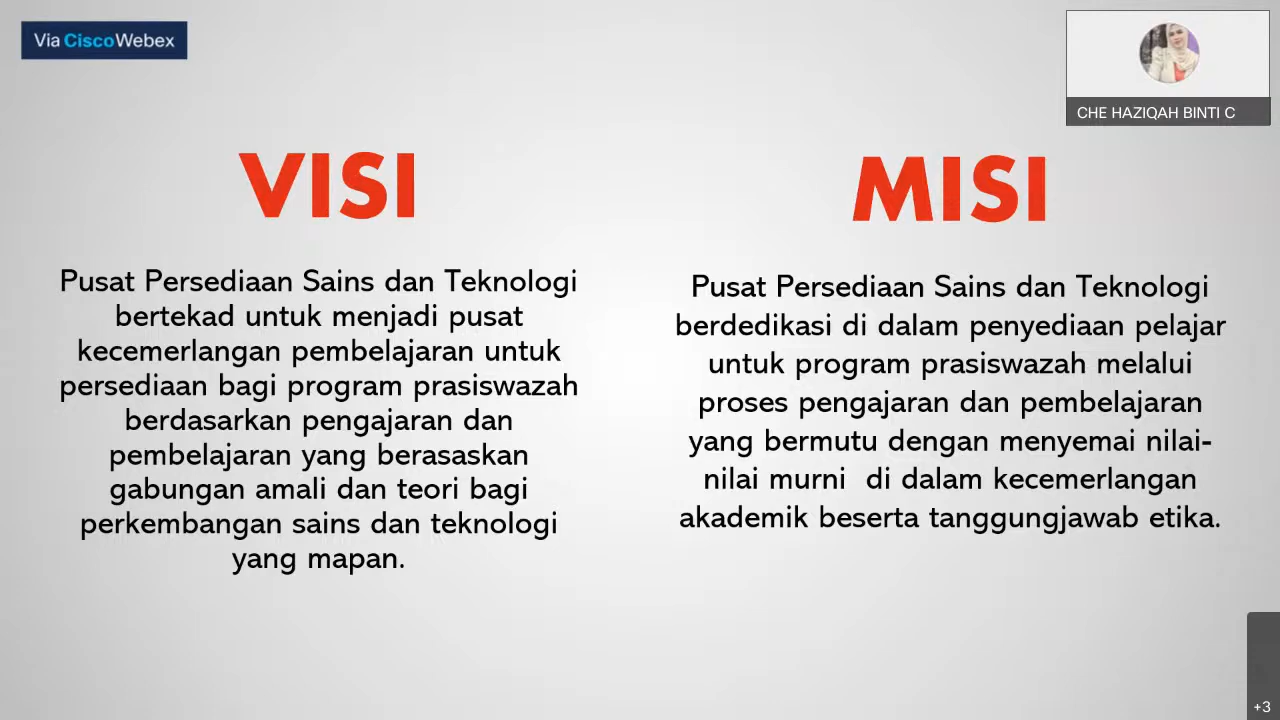 Via CiscoWebex
CHE HAZIQAH BINTI C
VISI
Pusat Persediaan Sains dan Teknologi
bertekad untuk menjadi pusat
kecemerlangan pembelajaran untuk
persediaan bagi program prasiswazah
berdasarkan pengajaran dan
pembelajaran yang berasaskan
gabungan amali dan teori bagi
perkembangan sains dan teknologi
yang mapan.
MISI
Pusat Persediaan Sains dan Teknologi
berdedikasi di dalam penyediaan pelajar
untuk program prasiswazah melalui
proses pengajaran dan pembelajaran
yang bermutu dengan menyemai nilai-
nilai murni  di dalam kecemerlangan
akademik beserta tanggungjawab etika.
+3